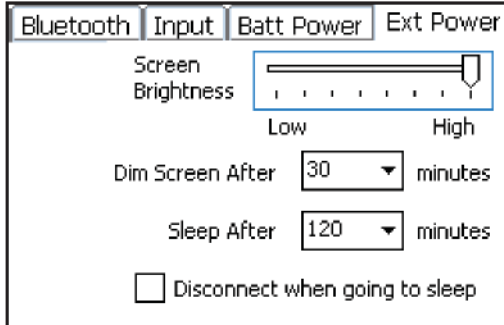 Bluetooth Input Batt Power Ext Power
Screen
Brightness
Low High
Dim Screen After 30 minutes
Sleep After 120 minutes
Disconnect when going to sleep